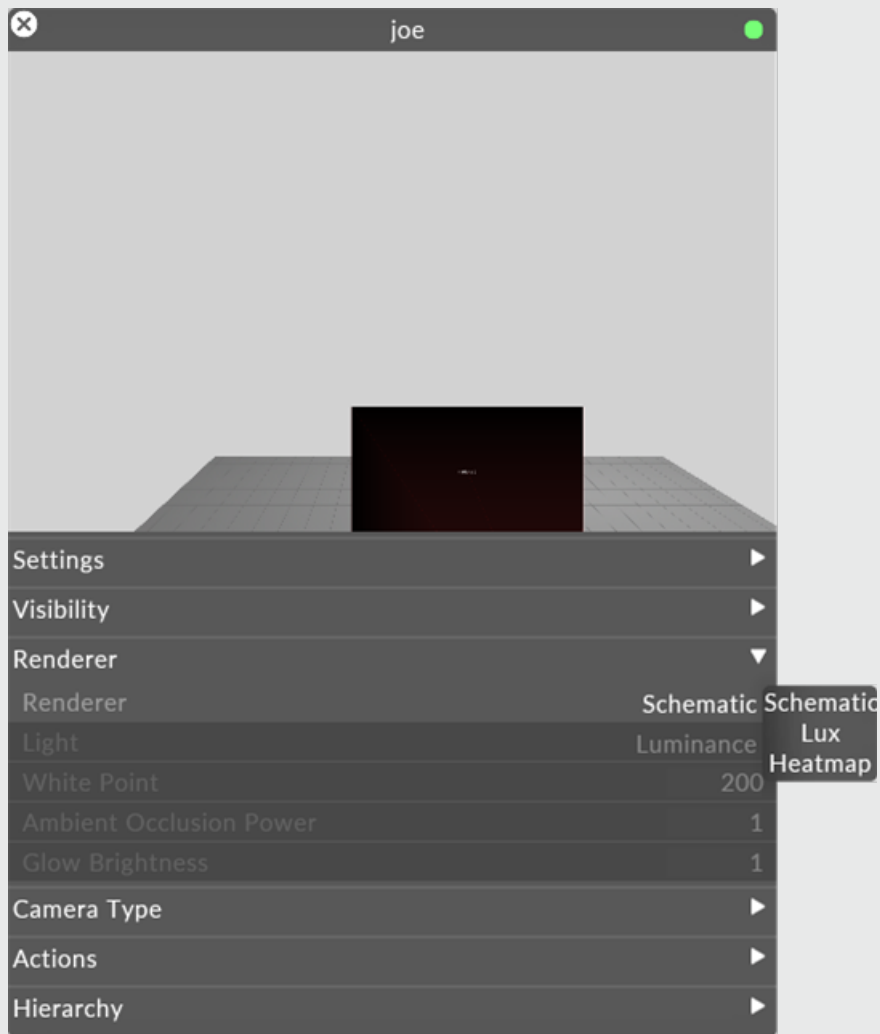 joe
Settings
Visibility
Renderer
Renderer Schematic
Schematic
Lux
Heatmap
Light Luminance
White Point 200
Ambient Occlusion Power 1
Glow Brightness 1
Camera Type
Actions
Hierarchy